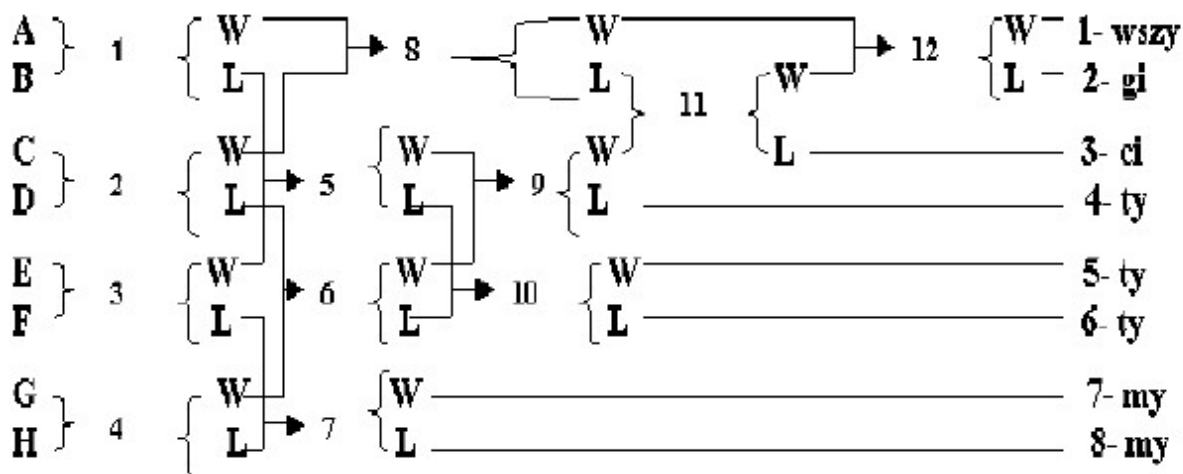 A W W W 1- wszy
1 8 12
B L L W L 2- gi
11
C W W W L 3- ci
2 5 9
D L L L 4- ty
E W W W 5- ty
3 6 10
F L L L 6- ty
G W W 7- my
4 7
H L L 8- my